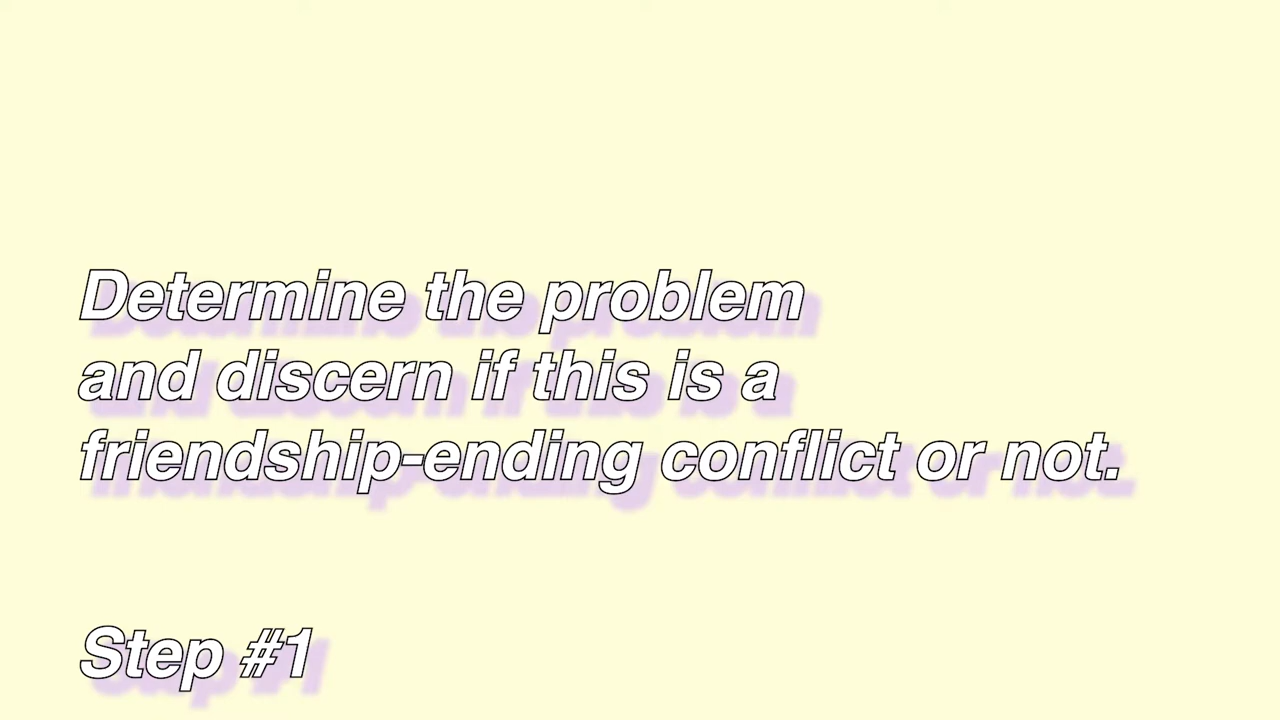 Determine the problem
and discern if this is a
friendship-ending conflict or not.
Step #1